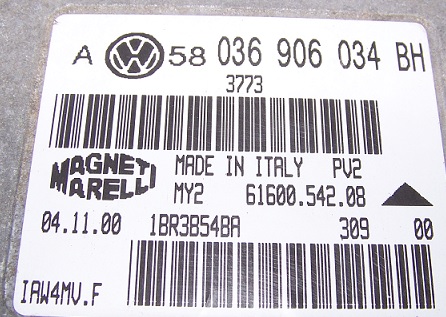 A VW 58 036 906 034 BH
3773
MAGNETI MADE IN ITALY PV2
MARELLI MY2 61600.542.08
04.11.00 1BR3B54BA 309 00
IAW4MV.F